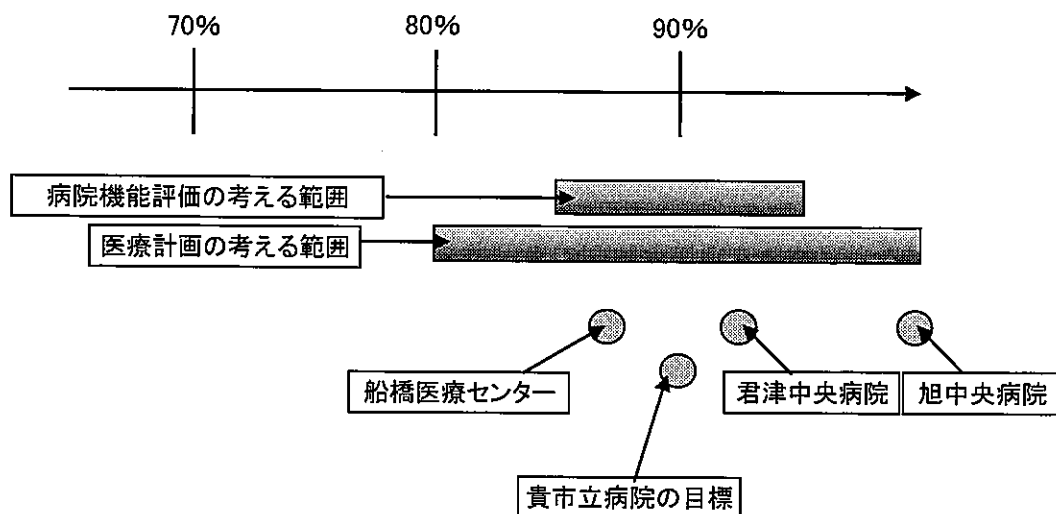 70%
80%
90%
病院機能評価の考える範囲
医療計画の考える範囲
船橋医療センター
君津中央病院
旭中央病院
貴市立病院の目標